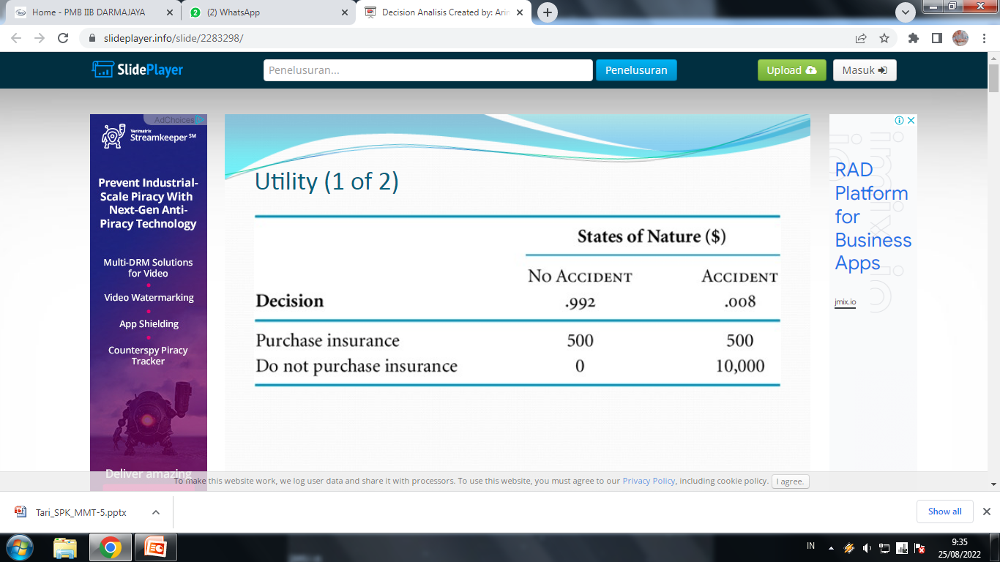 Home - PMB IIB DARMAJAYA
(2) WhatsApp
Decision Analisis Created by: Arin
slideplayer.info/slide/2283298/
SlidePlayer
Penelusuran...
Penelusuran
Upload
Masuk
AdChoices
Verimatrix
Streamkeeper SM
Prevent Industrial-
Scale Piracy With
Next-Gen Anti-
Piracy Technology
Multi-DRM Solutions
for Video
Video Watermarking
App Shielding
Counterspy Piracy
Tracker
Deliver amazing
Utility (1 of 2)
States of Nature ($)
No Accident Accident
Decision .992 .008
Purchase insurance 500 500
Do not purchase insurance 0 10,000
RAD
Platform
for
Business
Apps
jmix.io
To make this website work, we log user data and share it with processors. To use this website, you must agree to our Privacy Policy, including cookie policy. I agree.
Tari_SPK_MMT-5.pptx
Show all
IN
9:35
25/08/2022